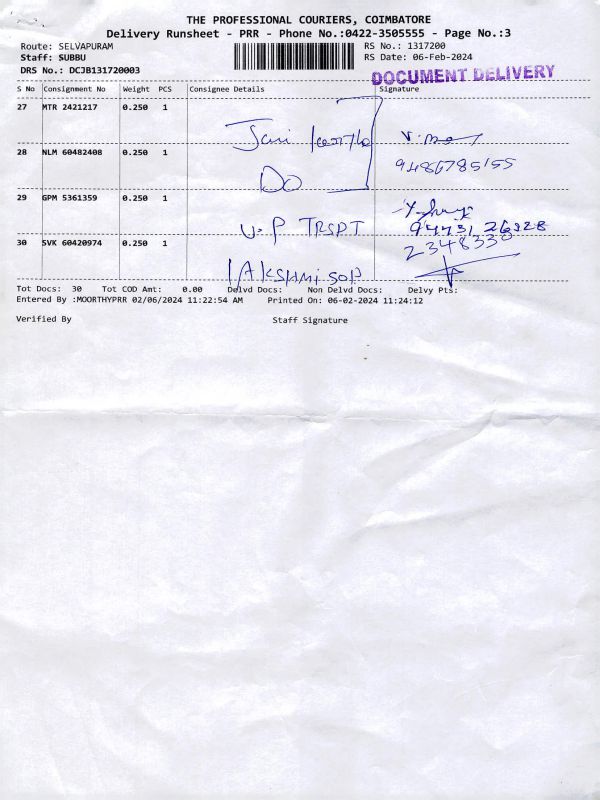 THE PROFESSIONAL COURIERS, COIMBATORE
Delivery Runsheet - PRR - Phone No.:0422-3505555 - Page No.:3
Route: SELVAPURAM
Staff: SUBBU
DRS No.: DCJB131720003
RS No.: 1317200
RS Date: 06-Feb-2024
DOCUMENT DELIVERY
S No Consignment No Weight PCS Consignee Details Signature
27 MTR 2421217 0.250 1
28 NLM 60482408 0.250 1
Do
9486785155
29 GPM 5361359 0.250 1
U.P TRSPT
94431 26328
30 SVK 60420974 0.250 1
2348330
LAKSHMI SOP
Tot Docs: 30 Tot COD Amt: 0.00 Delvd Docs: Non Delvd Docs: Delvy Pts:
Entered By :MOORTHYPRR 02/06/2024 11:22:54 AM Printed On: 06-02-2024 11:24:12
Verified By Staff Signature